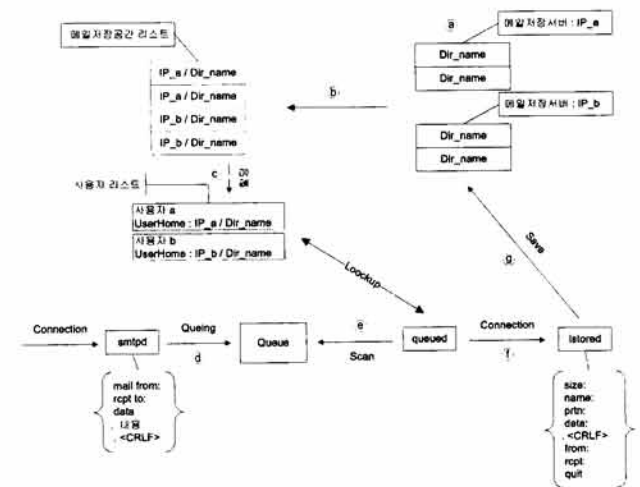 메일저장공간 리스트
IP_a / Dir_name
IP_a / Dir_name
IP_b / Dir_name
IP_b / Dir_name
a
메일저장서버 : IP_a
Dir_name
Dir_name
메일저장서버 : IP_b
Dir_name
Dir_name
b
c
사용자 리스트
사용자 a
UserHome : IP_a / Dir_name
사용자 b
UserHome : IP_b / Dir_name
Loockup
Save
g
Connection
smtpd
Queing
d
Queue
e
Scan
queued
Connection
f
lstored
mail from:
rcpt to:
data
. 내용
. <CRLF>
size:
name:
prtn:
data:
. <CRLF>
from:
rcpt:
quit